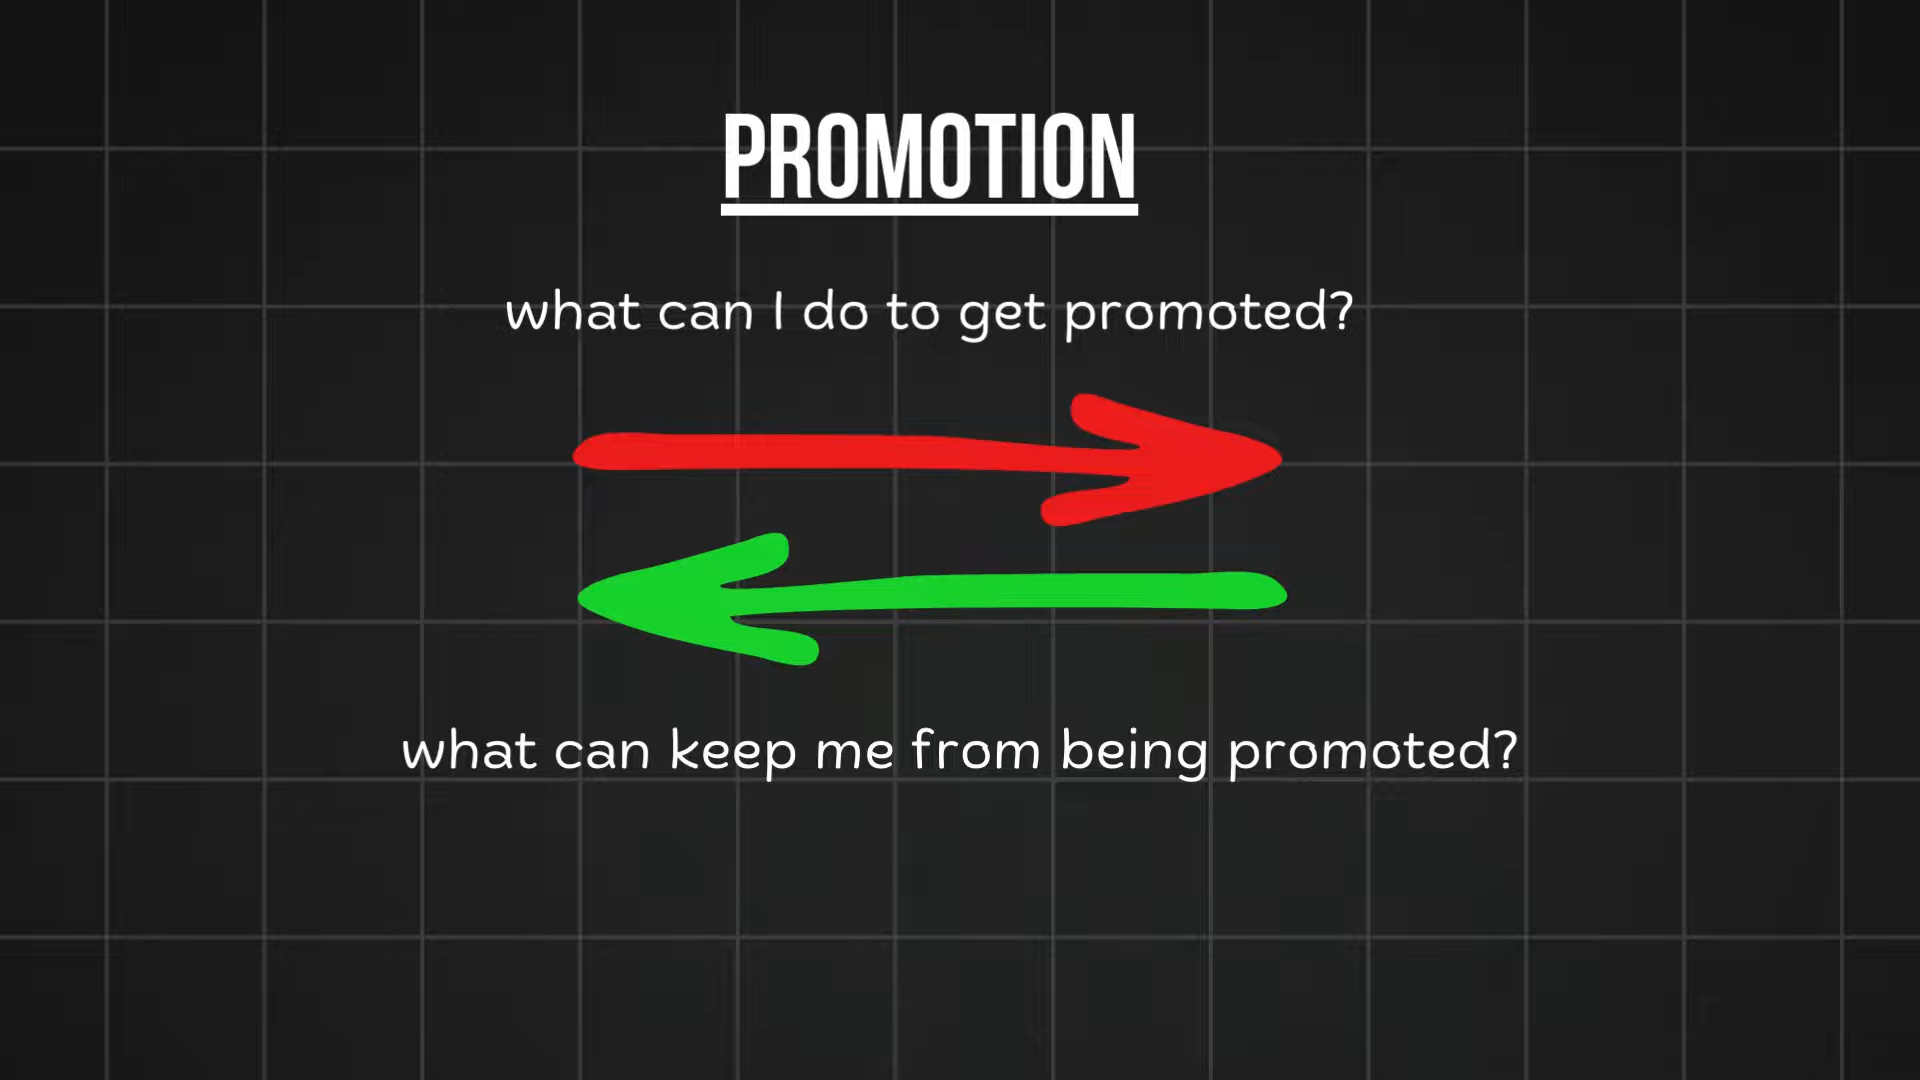 PROMOTION
what can I do to get promoted?
what can keep me from being promoted?